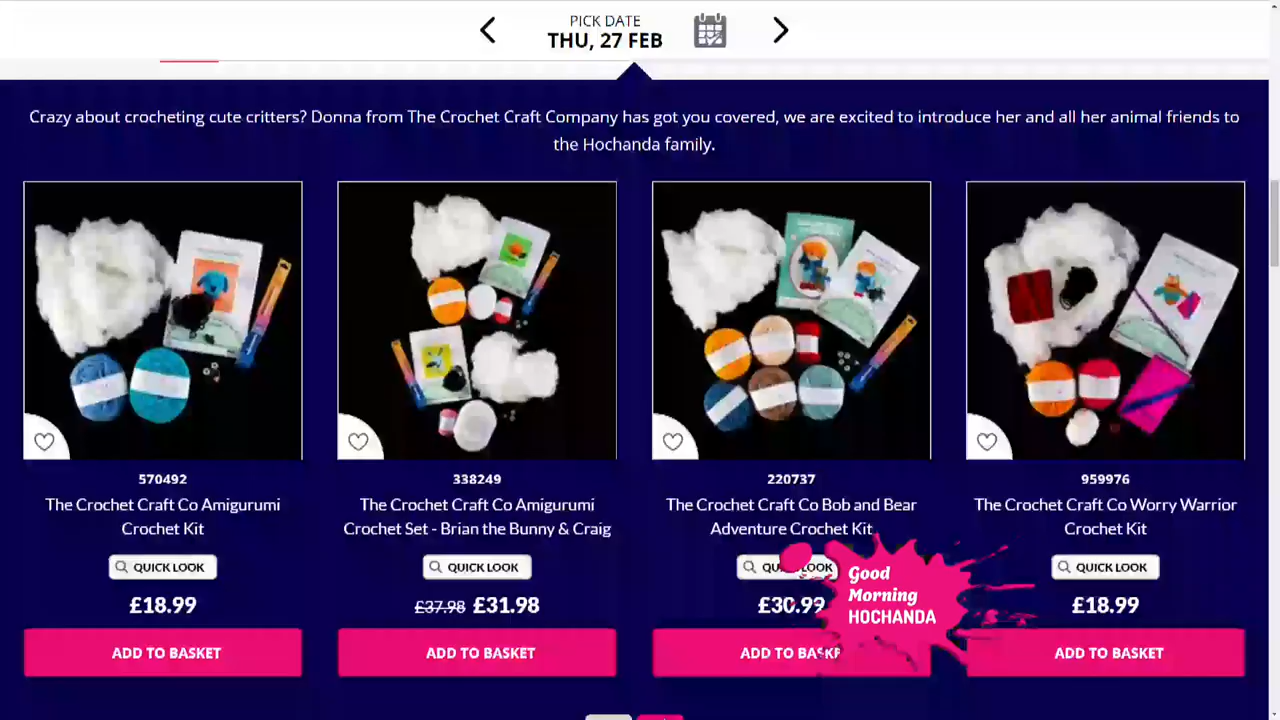 PICK DATE
THU, 27 FEB
Crazy about crocheting cute critters? Donna from The Crochet Craft Company has got you covered, we are excited to introduce her and all her animal friends to
the Hochanda family.
570492
The Crochet Craft Co Amigurumi
Crochet Kit
QUICK LOOK
£18.99
ADD TO BASKET
338249
The Crochet Craft Co Amigurumi
Crochet Set - Brian the Bunny & Craig
QUICK LOOK
£37.98 £31.98
ADD TO BASKET
220737
The Crochet Craft Co Bob and Bear
Adventure Crochet Kit
QUICK LOOK
£30.99
ADD TO BASKE
959976
The Crochet Craft Co Worry Warrior
Crochet Kit
QUICK LOOK
£18.99
ADD TO BASKET
Good
Morning
HOCHANDA